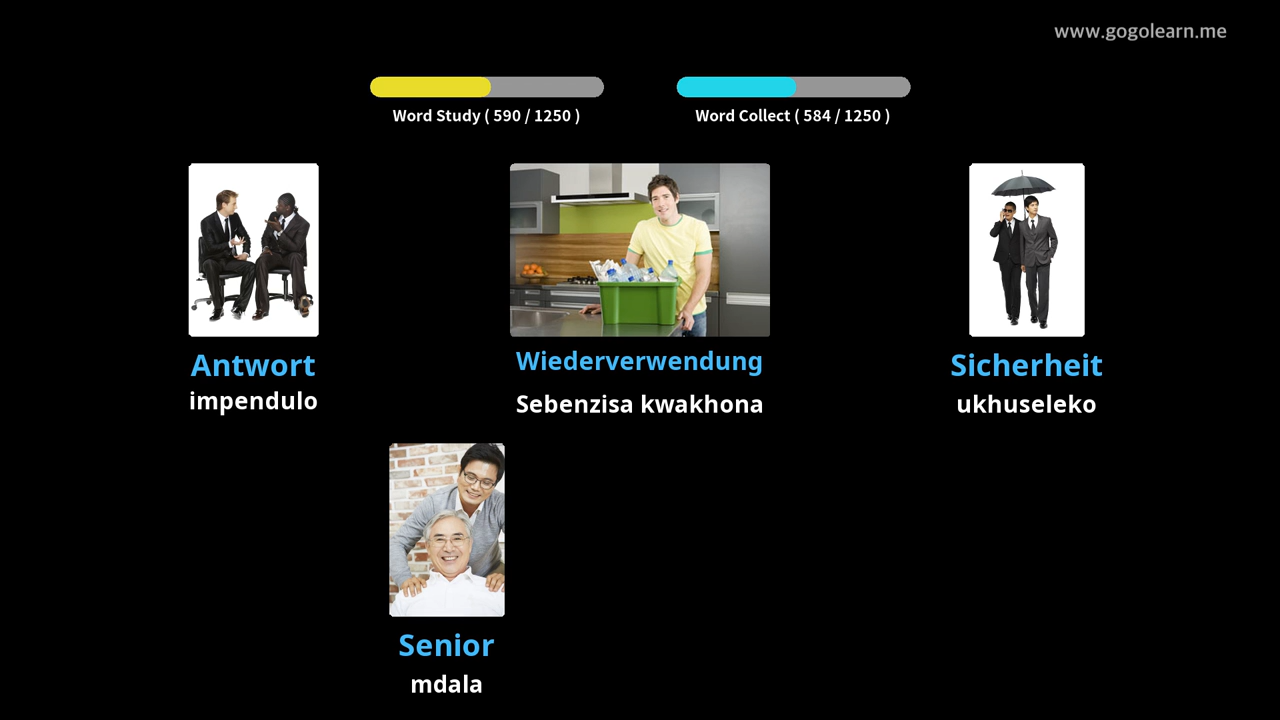 www.gogolearn.me
Word Study ( 590 / 1250 )
Word Collect ( 584 / 1250 )
Antwort
impendulo
Wiederverwendung
Sebenzisa kwakhona
Sicherheit
ukhuseleko
Senior
mdala